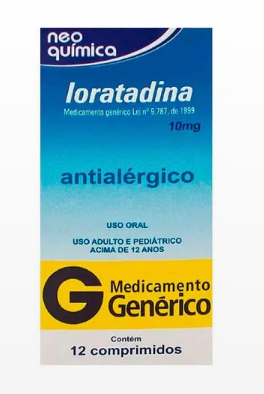 neo
química
loratadina
Medicamento genérico Lei nº 9.787, de 1999
10mg
antialérgico
USO ORAL
USO ADULTO E PEDIÁTRICO
ACIMA DE 12 ANOS
G Medicamento
Genérico
Contém
12 comprimidos